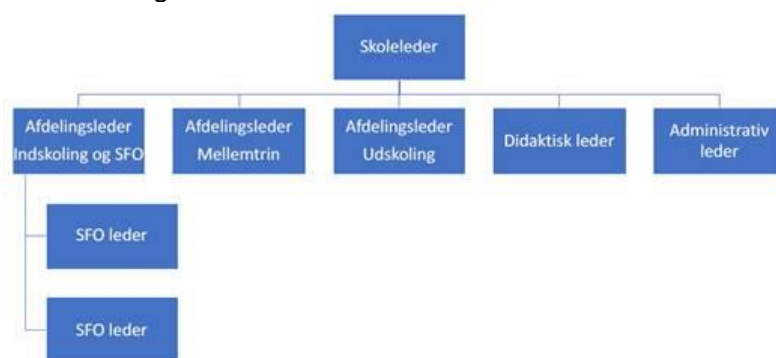 Skoleleder
Afdelingsleder
Indskoling og SFO
Afdelingsleder
Mellemtrin
Afdelingsleder
Udskoling
Didaktisk leder
Administrativ
leder
SFO leder
SFO leder